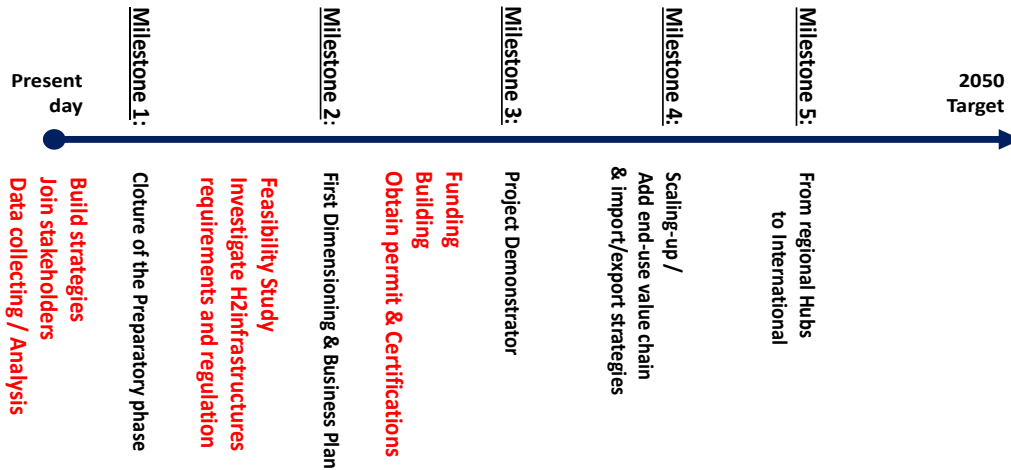 Present
day
Milestone 1:
Milestone 2:
Milestone 3:
Milestone 4:
Milestone 5:
2050
Target
Build strategies
Join stakeholders
Data collecting / Analysis
Cloture of the Preparatory phase
Feasibility Study
Investigate H2infrastructures
requirements and regulation
First Dimensioning & Business Plan
Funding
Building
Obtain permit & Certifications
Project Demonstrator
Scaling-up /
Add end-use value chain
& import/export strategies
From regional Hubs
to International